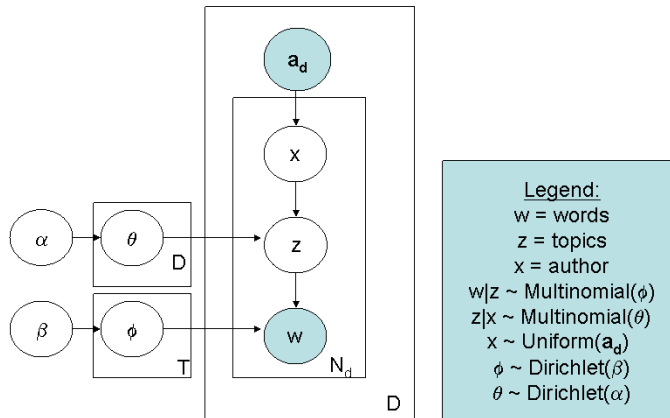 a_d
x
α
θ
z
D
β
ϕ
w
T
N_d
D
Legend:
w = words
z = topics
x = author
w|z ~ Multinomial(ϕ)
z|x ~ Multinomial(θ)
x ~ Uniform(a_d)
ϕ ~ Dirichlet(β)
θ ~ Dirichlet(α)